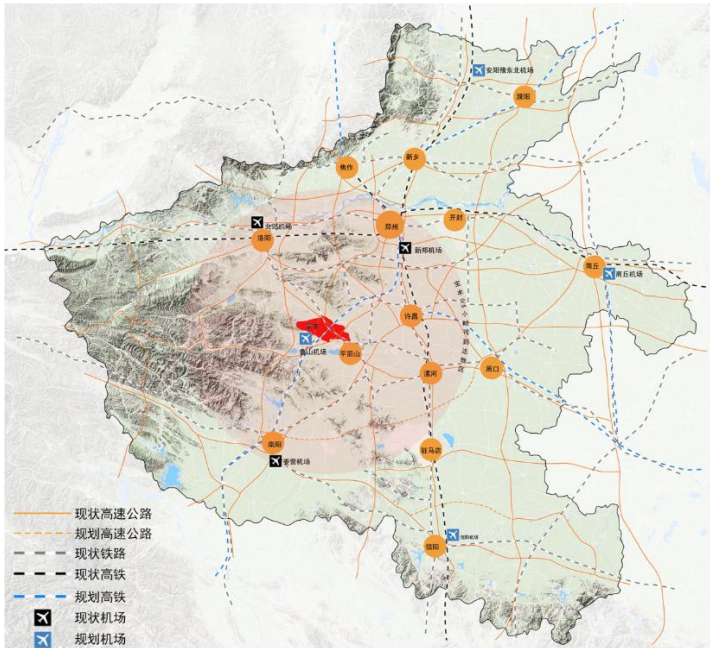 安阳豫东北机场
濮阳
新乡
焦作
开封
郑州
北郊机场
洛阳
新郑机场
商丘
商丘机场
许昌
鲁山机场
平顶山
漯河
周口
南阳
姜营机场
驻马店
信阳机场
信阳
现状高速公路
规划高速公路
现状铁路
现状高铁
规划高铁
现状机场
规划机场